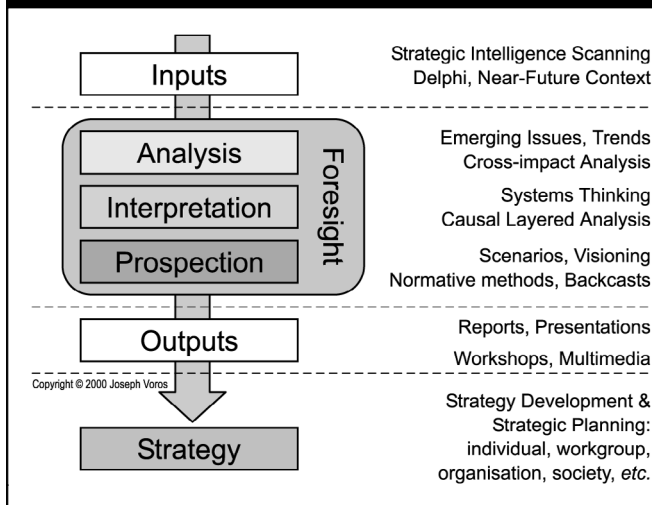 Inputs
Strategic Intelligence Scanning
Delphi, Near-Future Context
Foresight
Analysis
Emerging Issues, Trends
Cross-impact Analysis
Interpretation
Systems Thinking
Causal Layered Analysis
Prospection
Scenarios, Visioning
Normative methods, Backcasts
Outputs
Reports, Presentations
Workshops, Multimedia
Copyright © 2000 Joseph Voros
Strategy
Strategy Development &
Strategic Planning:
individual, workgroup,
organisation, society, etc.